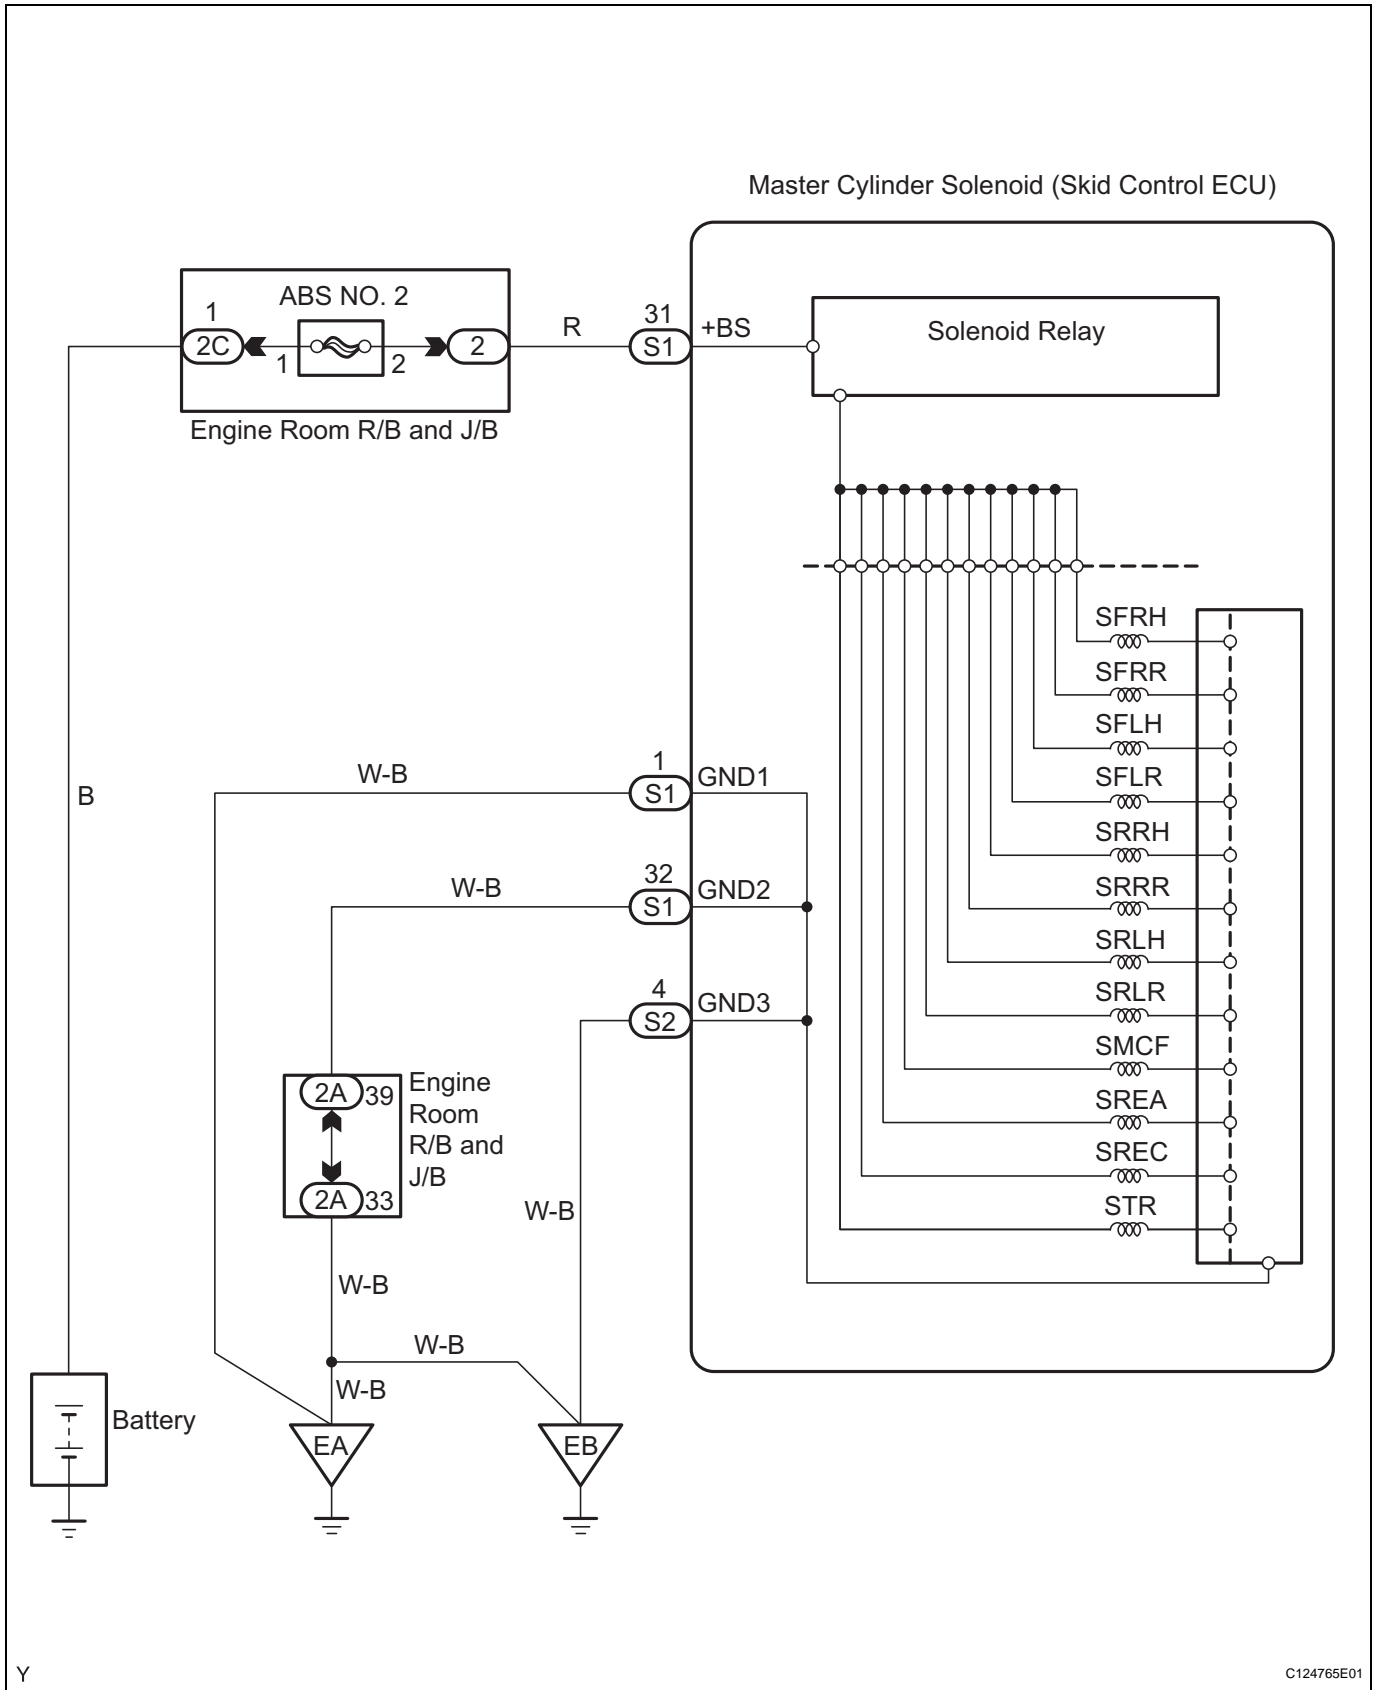 Master Cylinder Solenoid (Skid Control ECU)
ABS NO. 2
1
2C
1
2
2
R
31
S1
+BS
Solenoid Relay
Engine Room R/B and J/B
SFRH
SFRR
SFLH
SFLR
SRRH
SRRR
SRLH
SRLR
SMCF
SREA
SREC
STR
B
W-B
1
S1
GND1
W-B
32
S1
GND2
4
S2
GND3
2A
39
Engine
Room
R/B and
J/B
2A
33
W-B
W-B
W-B
W-B
Battery
EA
EB
Y
C124765E01